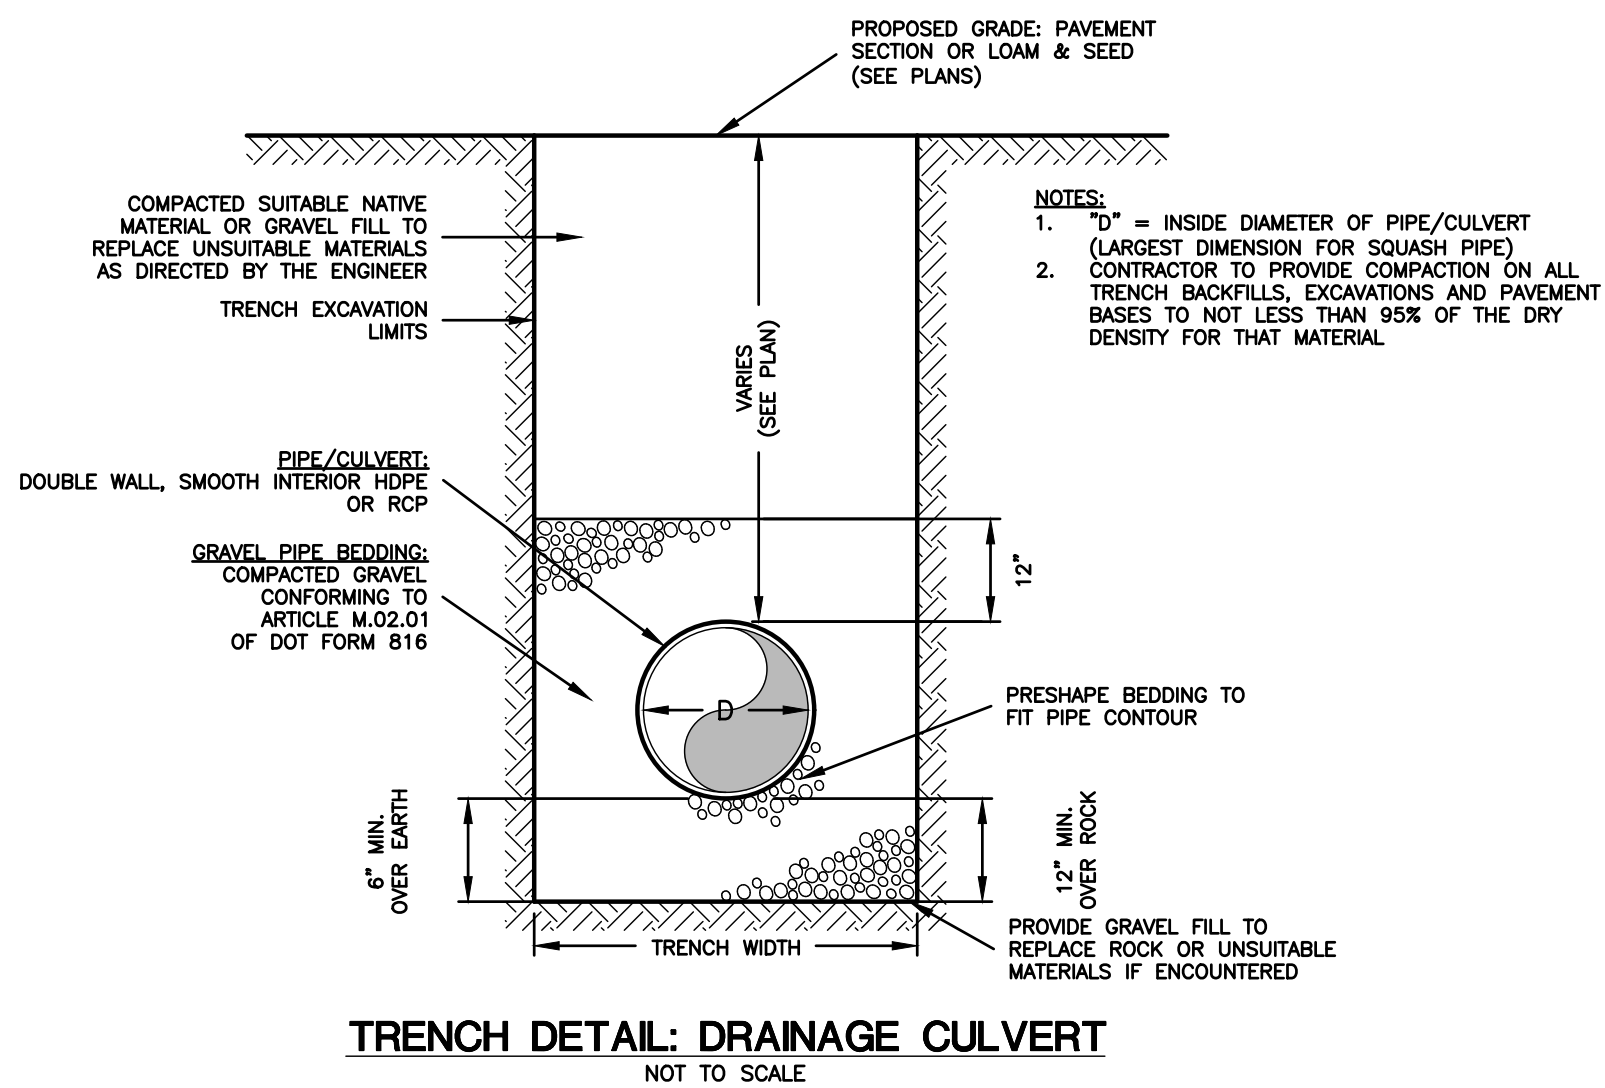 PROPOSED GRADE: PAVEMENT
SECTION OR LOAM & SEED
(SEE PLANS)
COMPACTED SUITABLE NATIVE
MATERIAL OR GRAVEL FILL TO
REPLACE UNSUITABLE MATERIALS
AS DIRECTED BY THE ENGINEER
TRENCH EXCAVATION
LIMITS
NOTES:
1. "D" = INSIDE DIAMETER OF PIPE/CULVERT
(LARGEST DIMENSION FOR SQUASH PIPE)
2. CONTRACTOR TO PROVIDE COMPACTION ON ALL
TRENCH BACKFILLS, EXCAVATIONS AND PAVEMENT
BASES TO NOT LESS THAN 95% OF THE DRY
DENSITY FOR THAT MATERIAL
VARIES
(SEE PLAN)
PIPE/CULVERT:
DOUBLE WALL, SMOOTH INTERIOR HDPE
OR RCP
GRAVEL PIPE BEDDING:
COMPACTED GRAVEL
CONFORMING TO
ARTICLE M.02.01
OF DOT FORM 816
12"
D
PRESHAPE BEDDING TO
FIT PIPE CONTOUR
6" MIN.
OVER EARTH
12" MIN.
OVER ROCK
PROVIDE GRAVEL FILL TO
REPLACE ROCK OR UNSUITABLE
MATERIALS IF ENCOUNTERED
TRENCH WIDTH
TRENCH DETAIL: DRAINAGE CULVERT
NOT TO SCALE